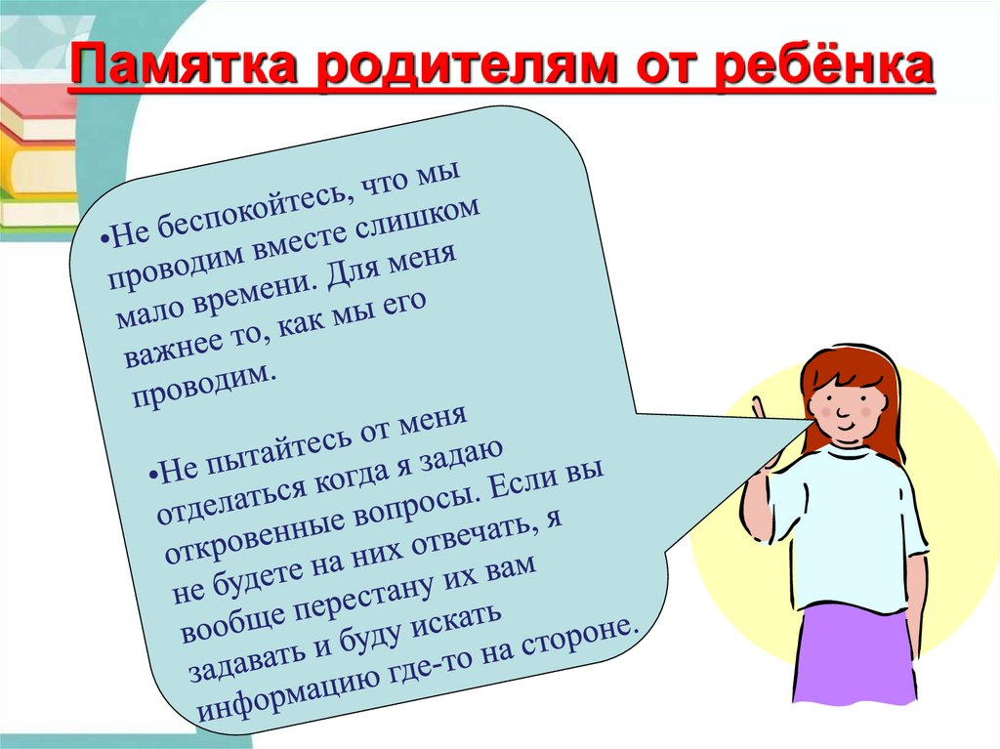 Памятка родителям от ребёнка
•Не беспокойтесь, что мы
проводим вместе слишком
мало времени. Для меня
важнее то, как мы его
проводим.
•Не пытайтесь от меня
отделаться когда я задаю
откровенные вопросы. Если вы
не будете на них отвечать, я
вообще перестану их вам
задавать и буду искать
информацию где-то на стороне.